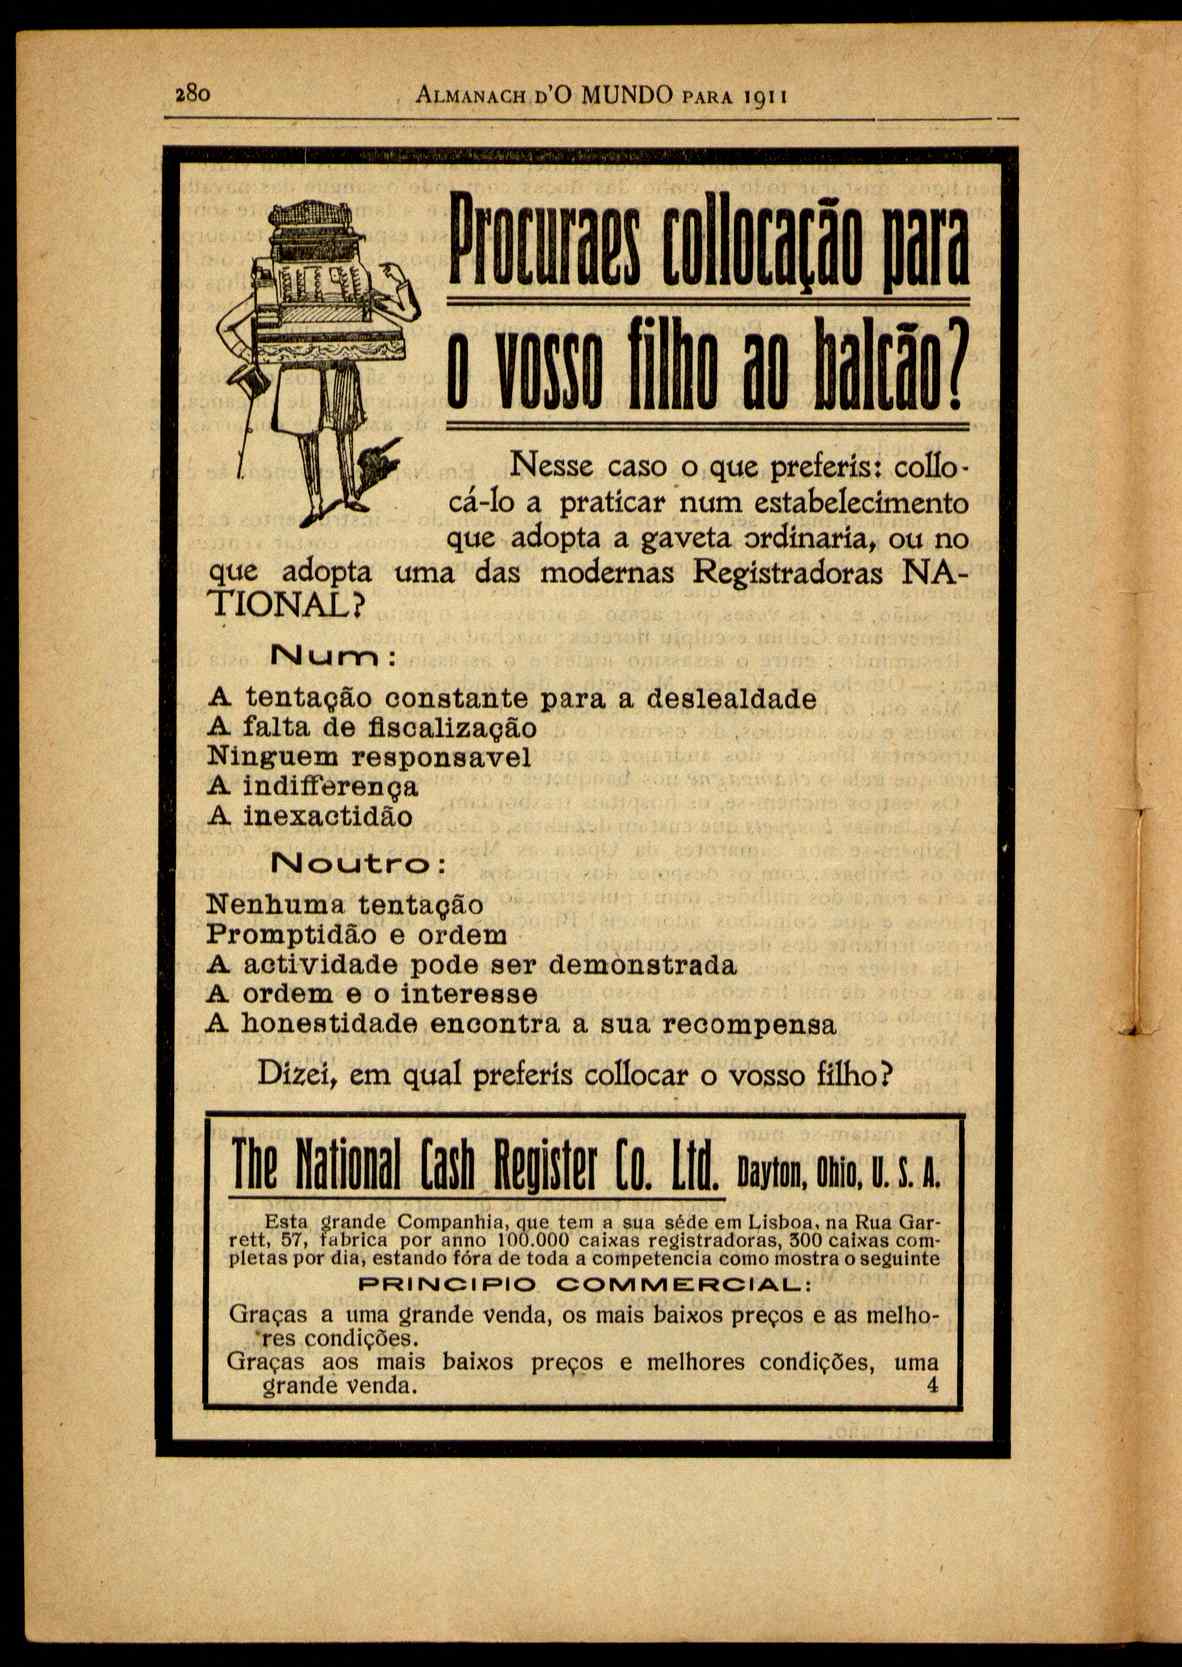 280
ALMANACH D'O MUNDO PARA 1911
Procuraes collocação para
o vosso filho ao balcão?
Nesse caso o que preferis: collo-
cá-lo a praticar num estabelecimento
que adopta a gaveta ordinaria, ou no
que adopta uma das modernas Registradoras NA-
TIONAL?
Num:
A tentação constante para a deslealdade
A falta de fiscalização
Ninguem responsavel
A indifferença
A inexactidão
Noutro:
Nenhuma tentação
Promptidão e ordem
A actividade pode ser demonstrada
A ordem e o interesse
A honestidade encontra a sua recompensa
Dizei, em qual preferis collocar o vosso filho?
The National Cash Register Co. Ltd. Dayton, Ohio, U. S. A.
Esta grande Companhia, que tem a sua séde em Lisboa, na Rua Gar-
rett, 57, fabrica por anno 100.000 caixas registradoras, 300 caixas com-
pletas por dia, estando fóra de toda a competencia como mostra o seguinte
PRINCIPIO COMMERCIAL:
Graças a uma grande venda, os mais baixos preços e as melho-
res condições.
Graças aos mais baixos preços e melhores condições, uma
grande venda. 4